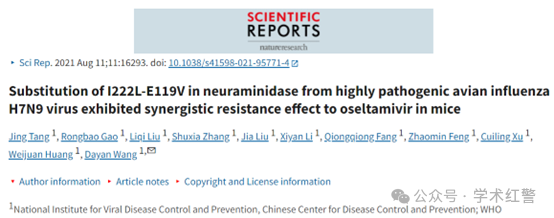 SCIENTIFIC
REPORTS
natureresearch
Sci Rep. 2021 Aug 11;11:16293. doi: 10.1038/s41598-021-95771-4
Substitution of I222L-E119V in neuraminidase from highly pathogenic avian influenza
H7N9 virus exhibited synergistic resistance effect to oseltamivir in mice
Jing Tang 1, Rongbao Gao 1, Liqi Liu 1, Shuxia Zhang 1, Jia Liu 1, Xiyan Li 1, Qiongqiong Fang 1, Zhaomin Feng 1, Cuiling Xu 1,
Weijuan Huang 1, Dayan Wang 1,✉
Author information Article notes Copyright and License information
1National Institute for Viral Disease Control and Prevention, Chinese Center for Disease Control and Prevention; WHO
公众号 · 学术红警